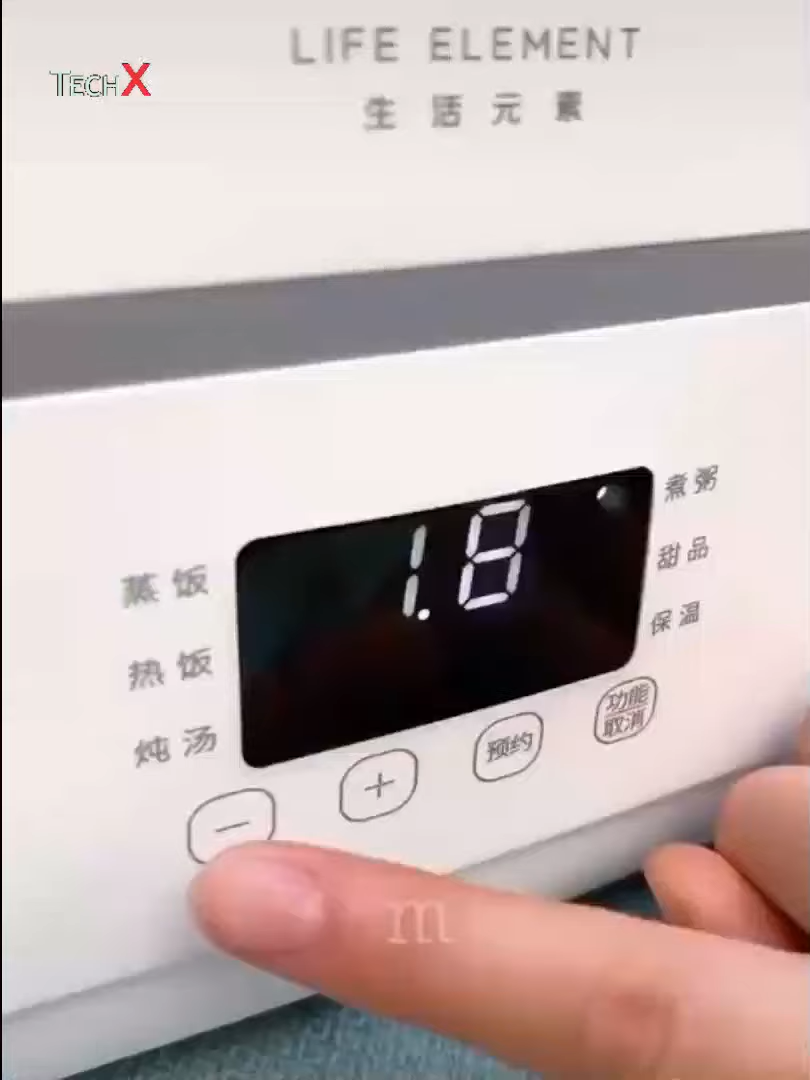 LIFE ELEMENT
TECHX
生活元素
1.8
煮粥
甜品
保温
蒸饭
热饭
炖汤
−
+
预约
功能
取消
m